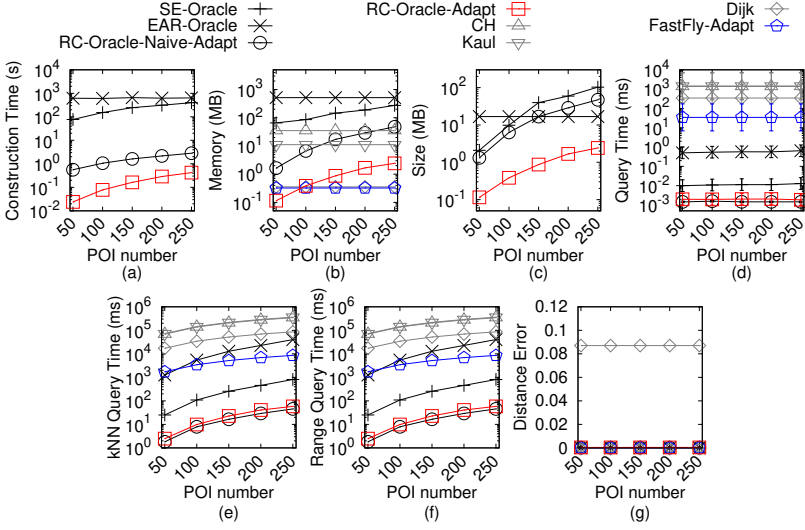 SE-Oracle
EAR-Oracle
RC-Oracle-Naive-Adapt
RC-Oracle-Adapt
CH
Kaul
Dijk
FastFly-Adapt
Construction Time (s)
10^4
10^3
10^2
10^1
10^0
10^-1
10^-2
50 100 150 200 250
POI number
(a)
Memory (MB)
10^3
10^2
10^1
10^0
10^-1
50 100 150 200 250
POI number
(b)
Size (MB)
10^2
10^1
10^0
10^-1
50 100 150 200 250
POI number
(c)
Query Time (ms)
10^4
10^3
10^2
10^1
10^0
10^-1
10^-2
10^-3
50 100 150 200 250
POI number
(d)
kNN Query Time (ms)
10^6
10^5
10^4
10^3
10^2
10^1
10^0
50 100 150 200 250
POI number
(e)
Range Query Time (ms)
10^6
10^5
10^4
10^3
10^2
10^1
10^0
50 100 150 200 250
POI number
(f)
Distance Error
0.12
0.1
0.08
0.06
0.04
0.02
0
50 100 150 200 250
POI number
(g)